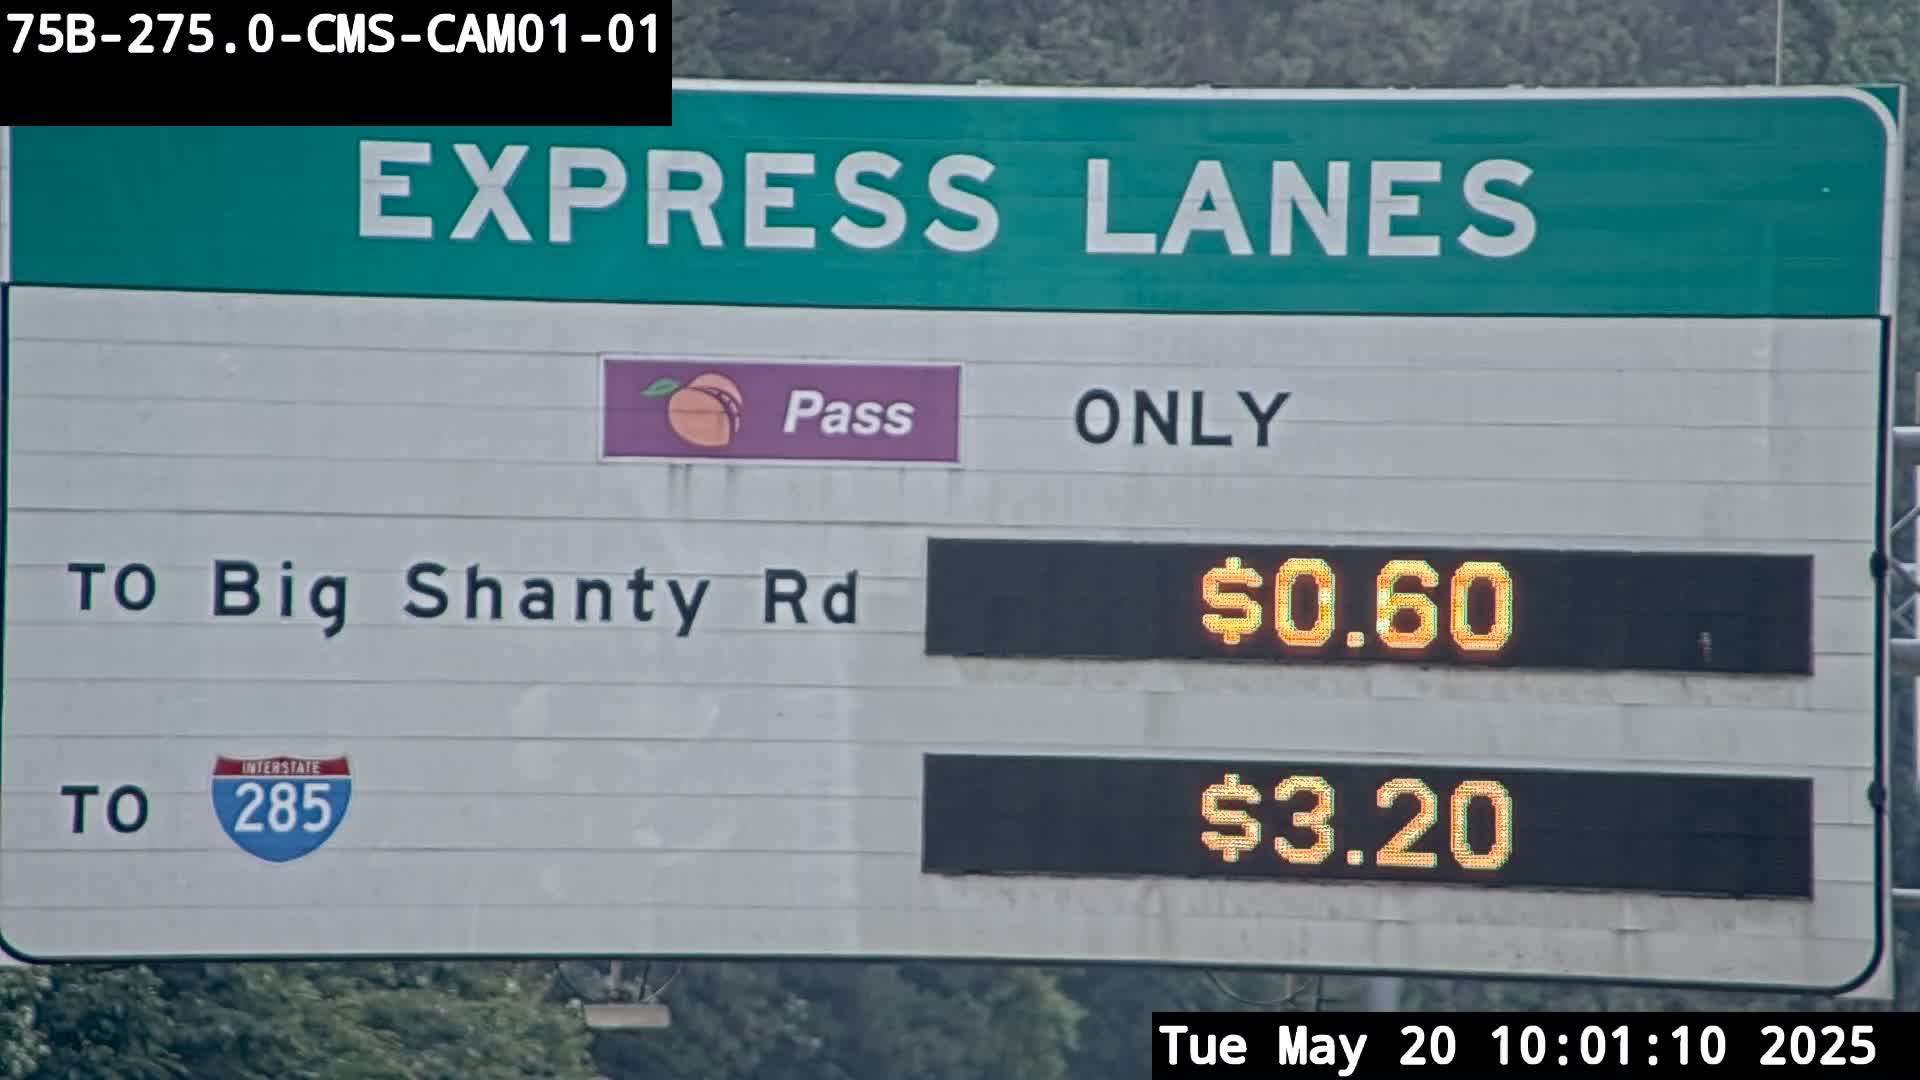 75B-275.0-CMS-CAM01-01
EXPRESS LANES
Pass ONLY
TO Big Shanty Rd $0.60
TO INTERSTATE 285 $3.20
Tue May 20 10:01:10 2025